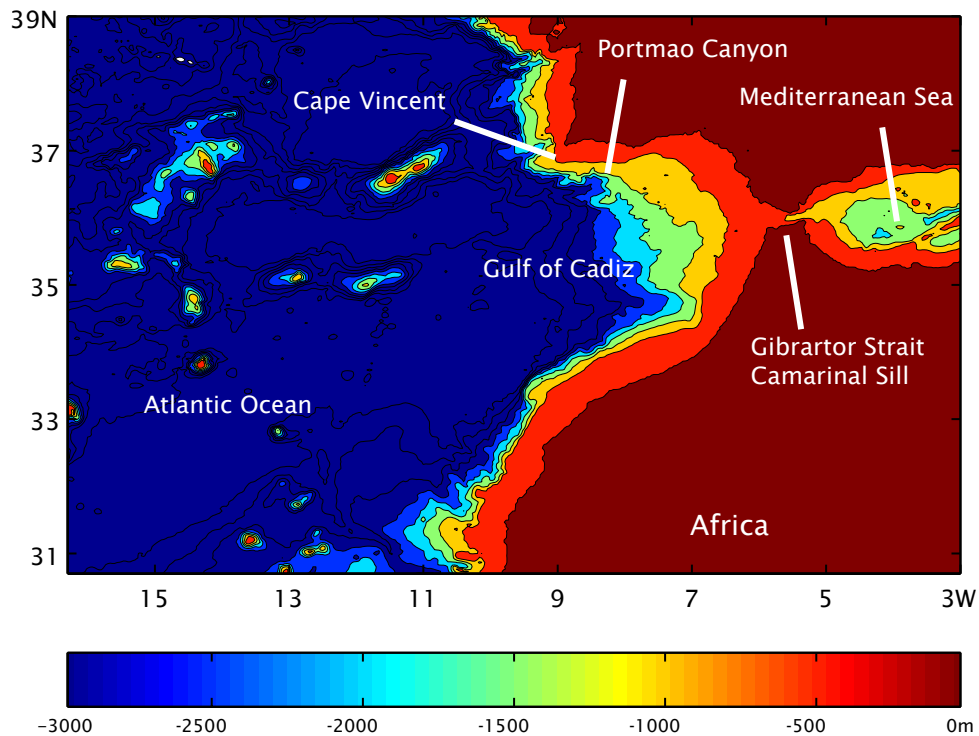 39N
Portmao Canyon
Cape Vincent
Mediterranean Sea
37
Gulf of Cadiz
35
Gibrartor Strait
Camarinal Sill
Atlantic Ocean
33
Africa
31
15 13 11 9 7 5 3W
-3000 -2500 -2000 -1500 -1000 -500 0m